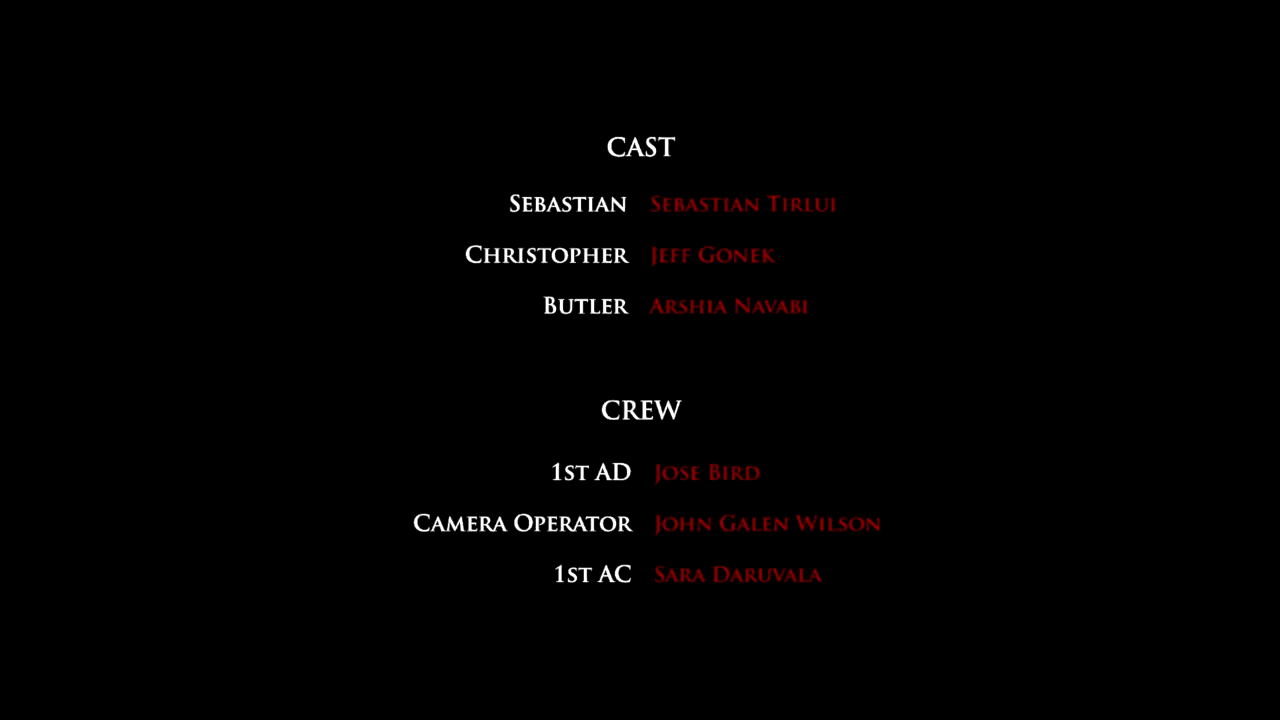 CAST
Sebastian Sebastian Tirlui
Christopher Jeff Gonek
Butler Arshia Navabi
CREW
1st AD Jose Bird
Camera Operator John Galen Wilson
1st AC Sara Daruvala